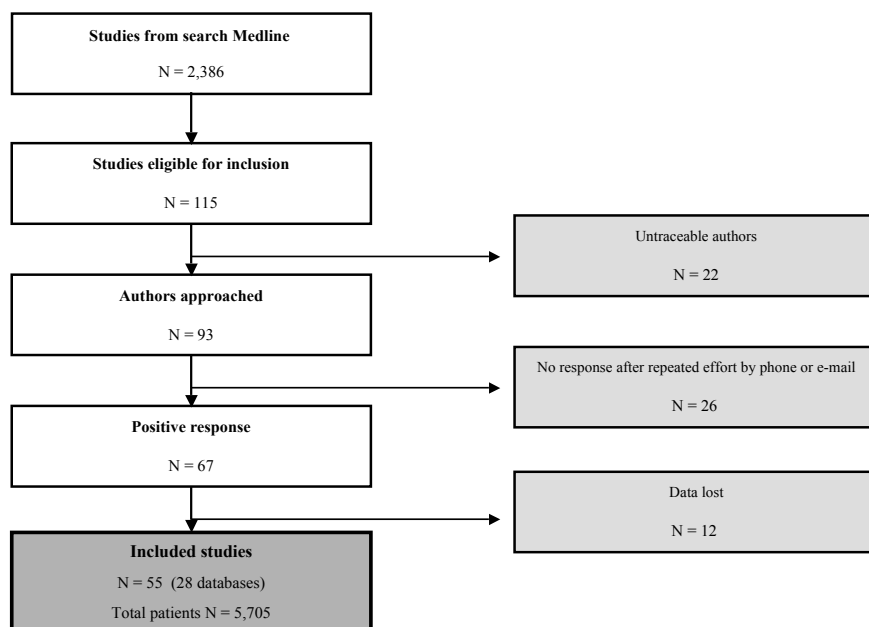 Studies from search Medline
N = 2,386
Studies eligible for inclusion
N = 115
Untraceable authors
N = 22
Authors approached
N = 93
No response after repeated effort by phone or e-mail
N = 26
Positive response
N = 67
Data lost
N = 12
Included studies
N = 55 (28 databases)
Total patients N = 5,705